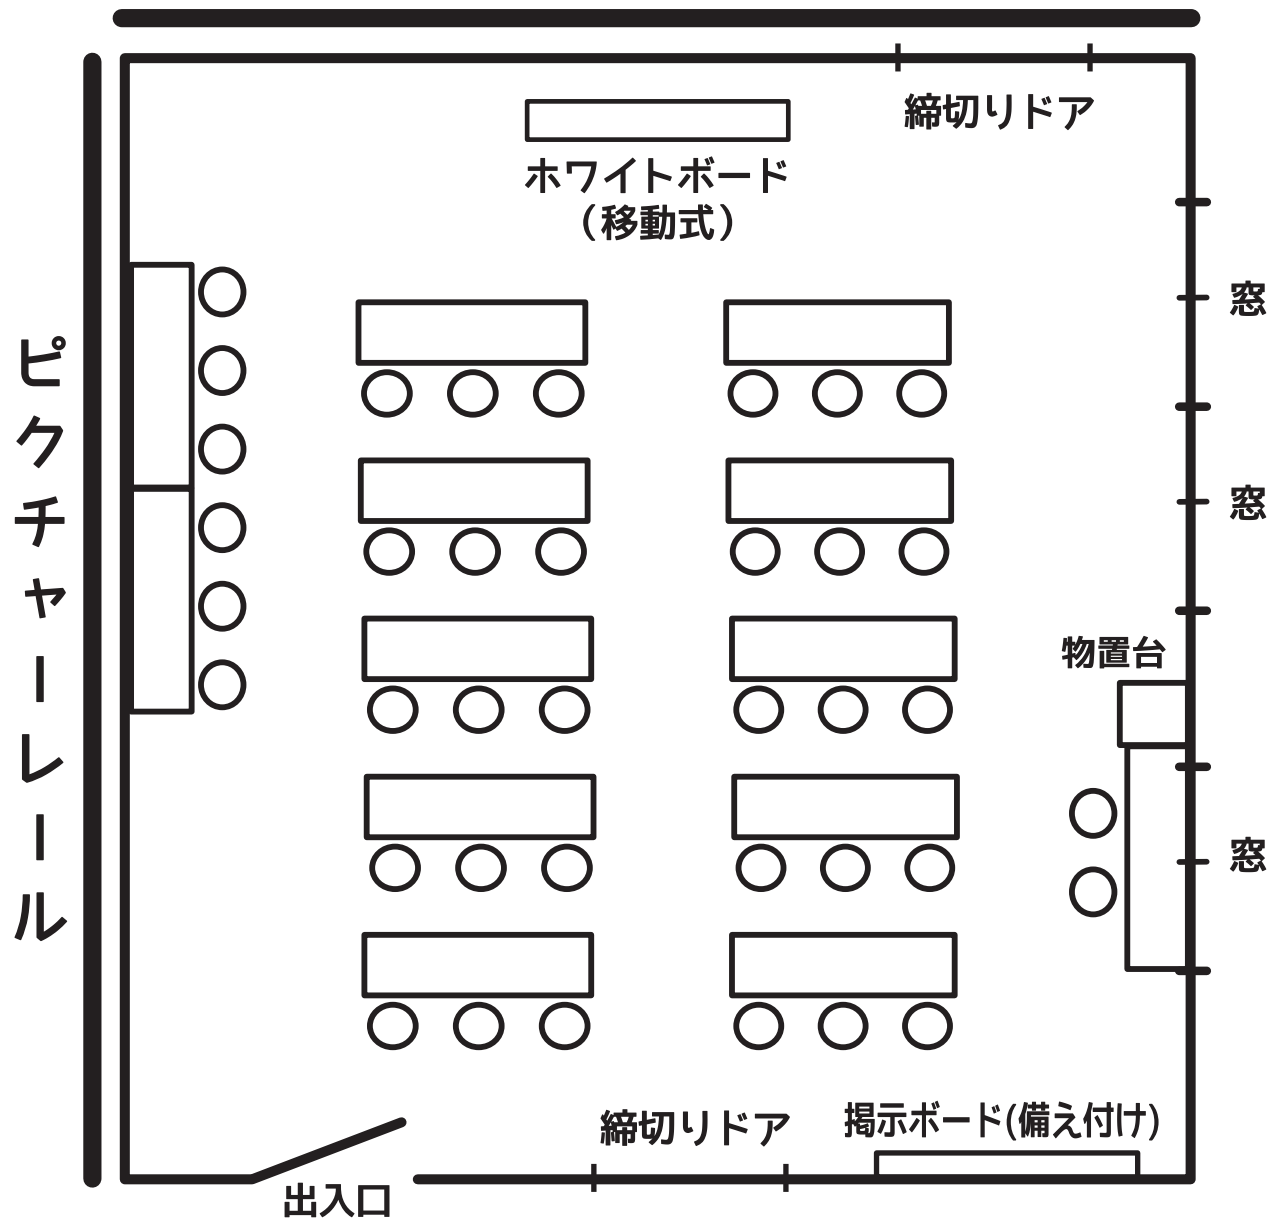 締切りドア
ホワイトボード
（移動式）
窓
ピクチャーレール
窓
物置台
窓
締切りドア
掲示ボード(備え付け)
出入口